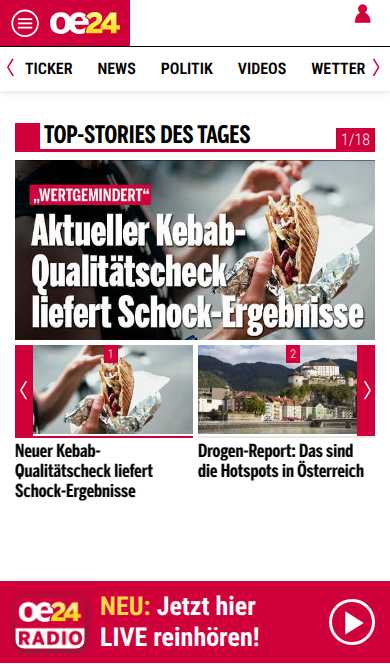 oe24
TICKER NEWS POLITIK VIDEOS WETTER
TOP-STORIES DES TAGES
1/18
„WERTGEMINDERT“
Aktueller Kebab-
Qualitätscheck
liefert Schock-Ergebnisse
1
2
Neuer Kebab-
Qualitätscheck liefert
Schock-Ergebnisse
Drogen-Report: Das sind
die Hotspots in Österreich
oe24
RADIO
NEU: Jetzt hier
LIVE reinhören!